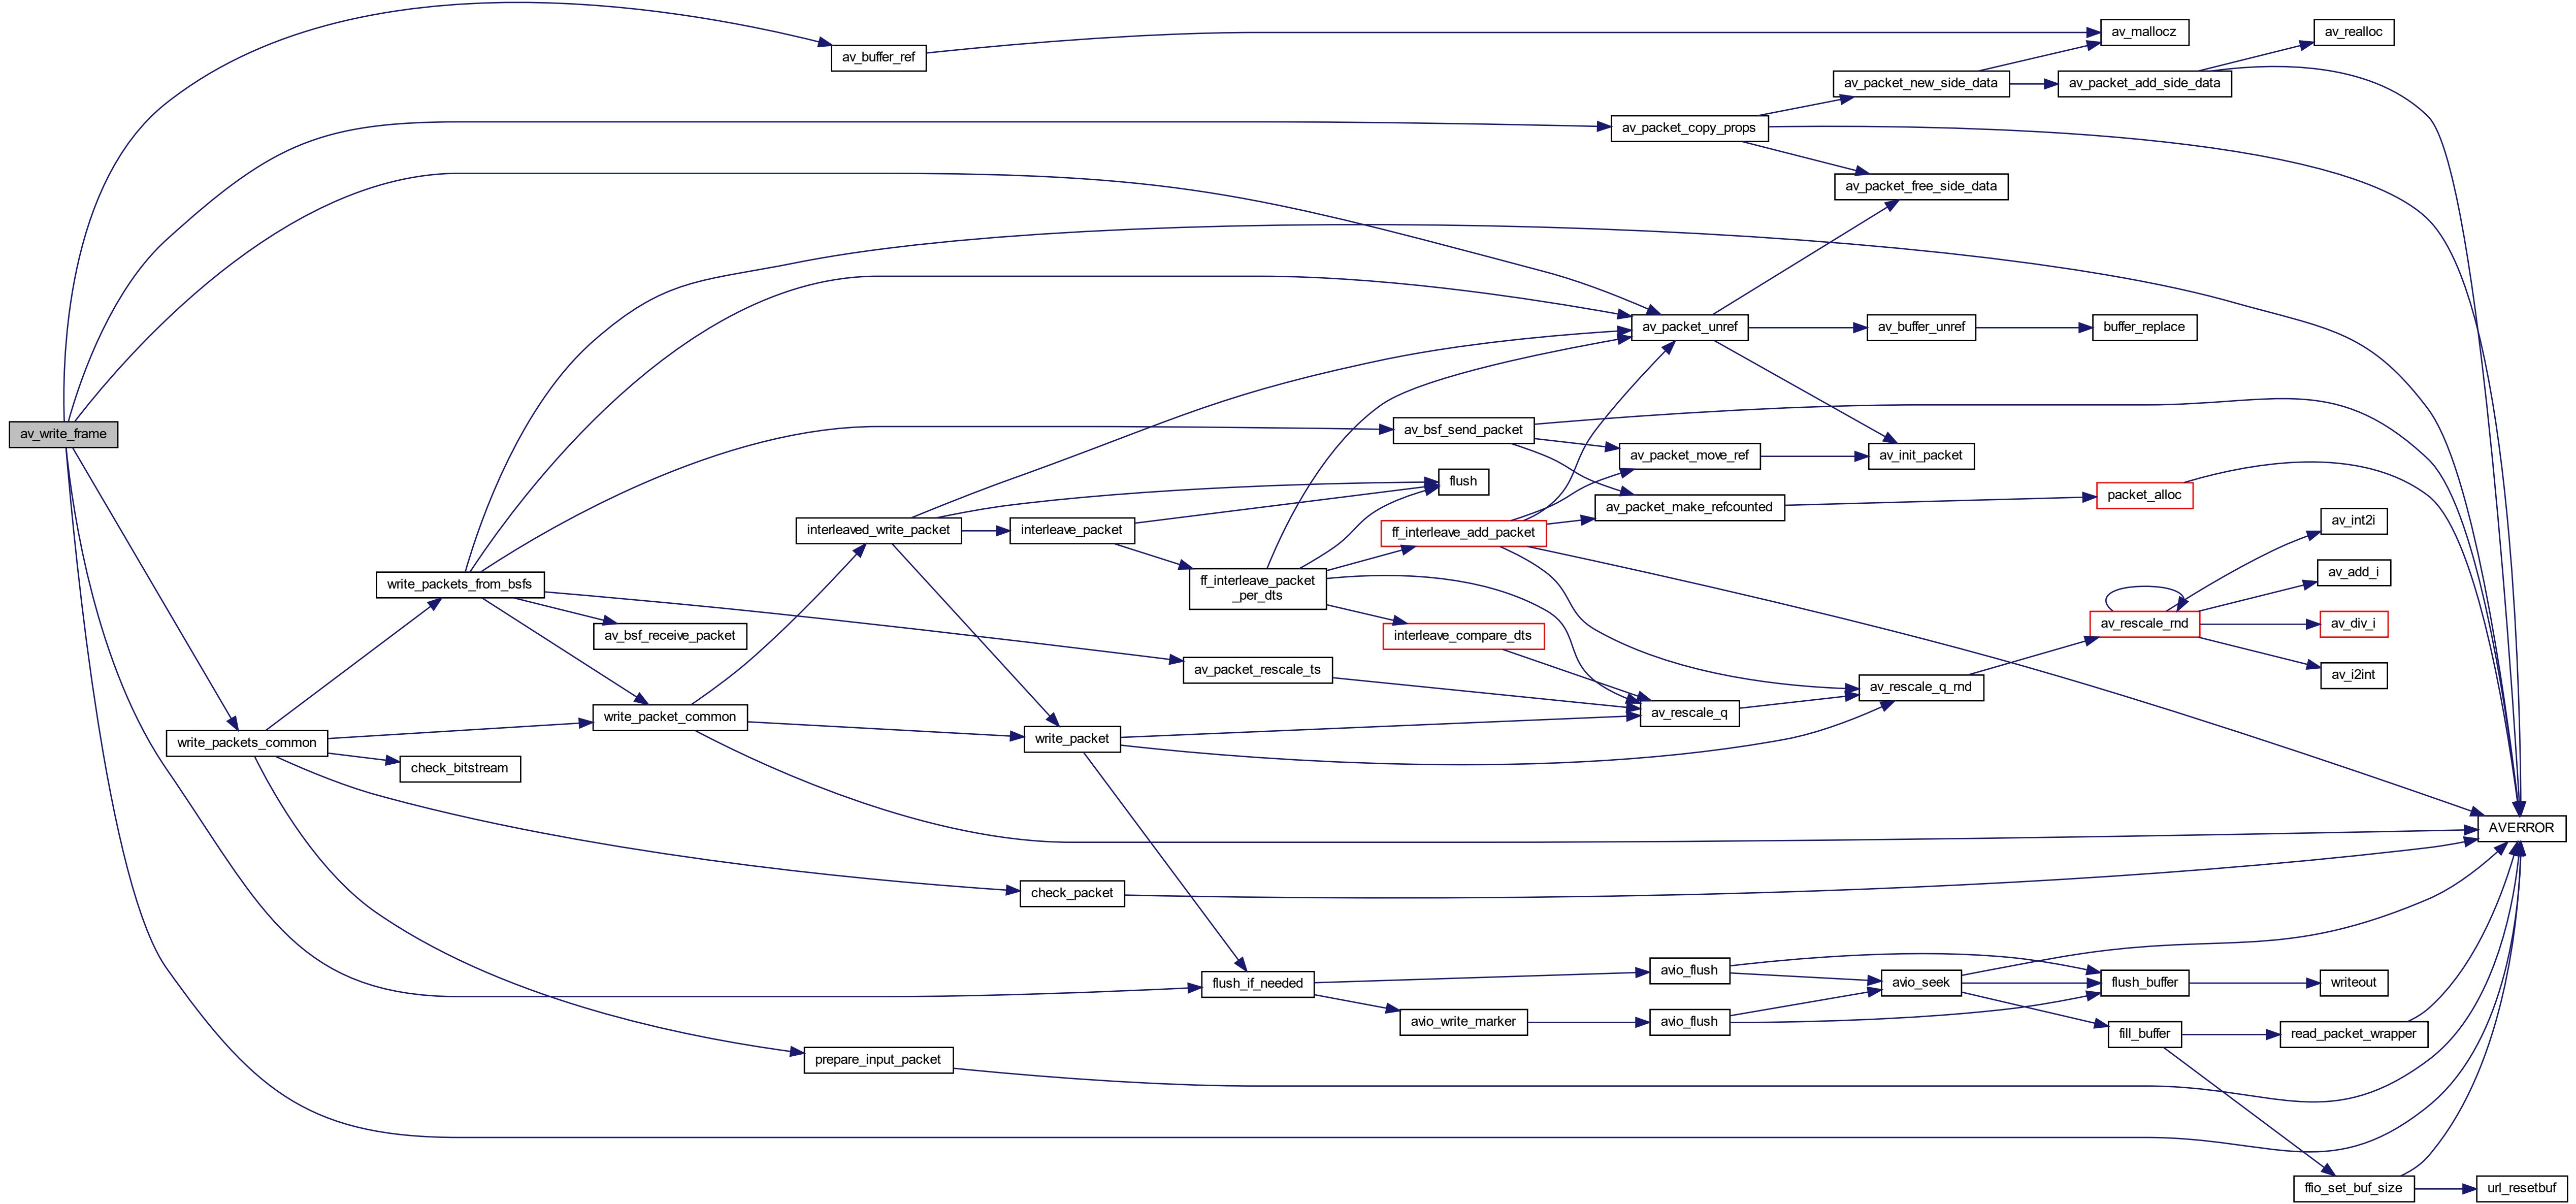 av_write_frame
av_buffer_ref
av_mallocz
av_realloc
av_packet_new_side_data
av_packet_add_side_data
av_packet_copy_props
av_packet_free_side_data
av_packet_unref
av_buffer_unref
buffer_replace
av_bsf_send_packet
av_packet_move_ref
av_init_packet
flush
packet_alloc
av_packet_make_refcounted
interleaved_write_packet
interleave_packet
ff_interleave_add_packet
av_int2i
write_packets_from_bsfs
ff_interleave_packet
_per_dts
av_add_i
av_bsf_receive_packet
interleave_compare_dts
av_rescale_rnd
av_div_i
av_packet_rescale_ts
av_i2int
av_rescale_q_rnd
write_packets_common
write_packet_common
av_rescale_q
write_packet
check_bitstream
AVERROR
check_packet
flush_if_needed
avio_flush
avio_seek
flush_buffer
writeout
avio_write_marker
avio_flush
fill_buffer
read_packet_wrapper
prepare_input_packet
ffio_set_buf_size
url_resetbuf